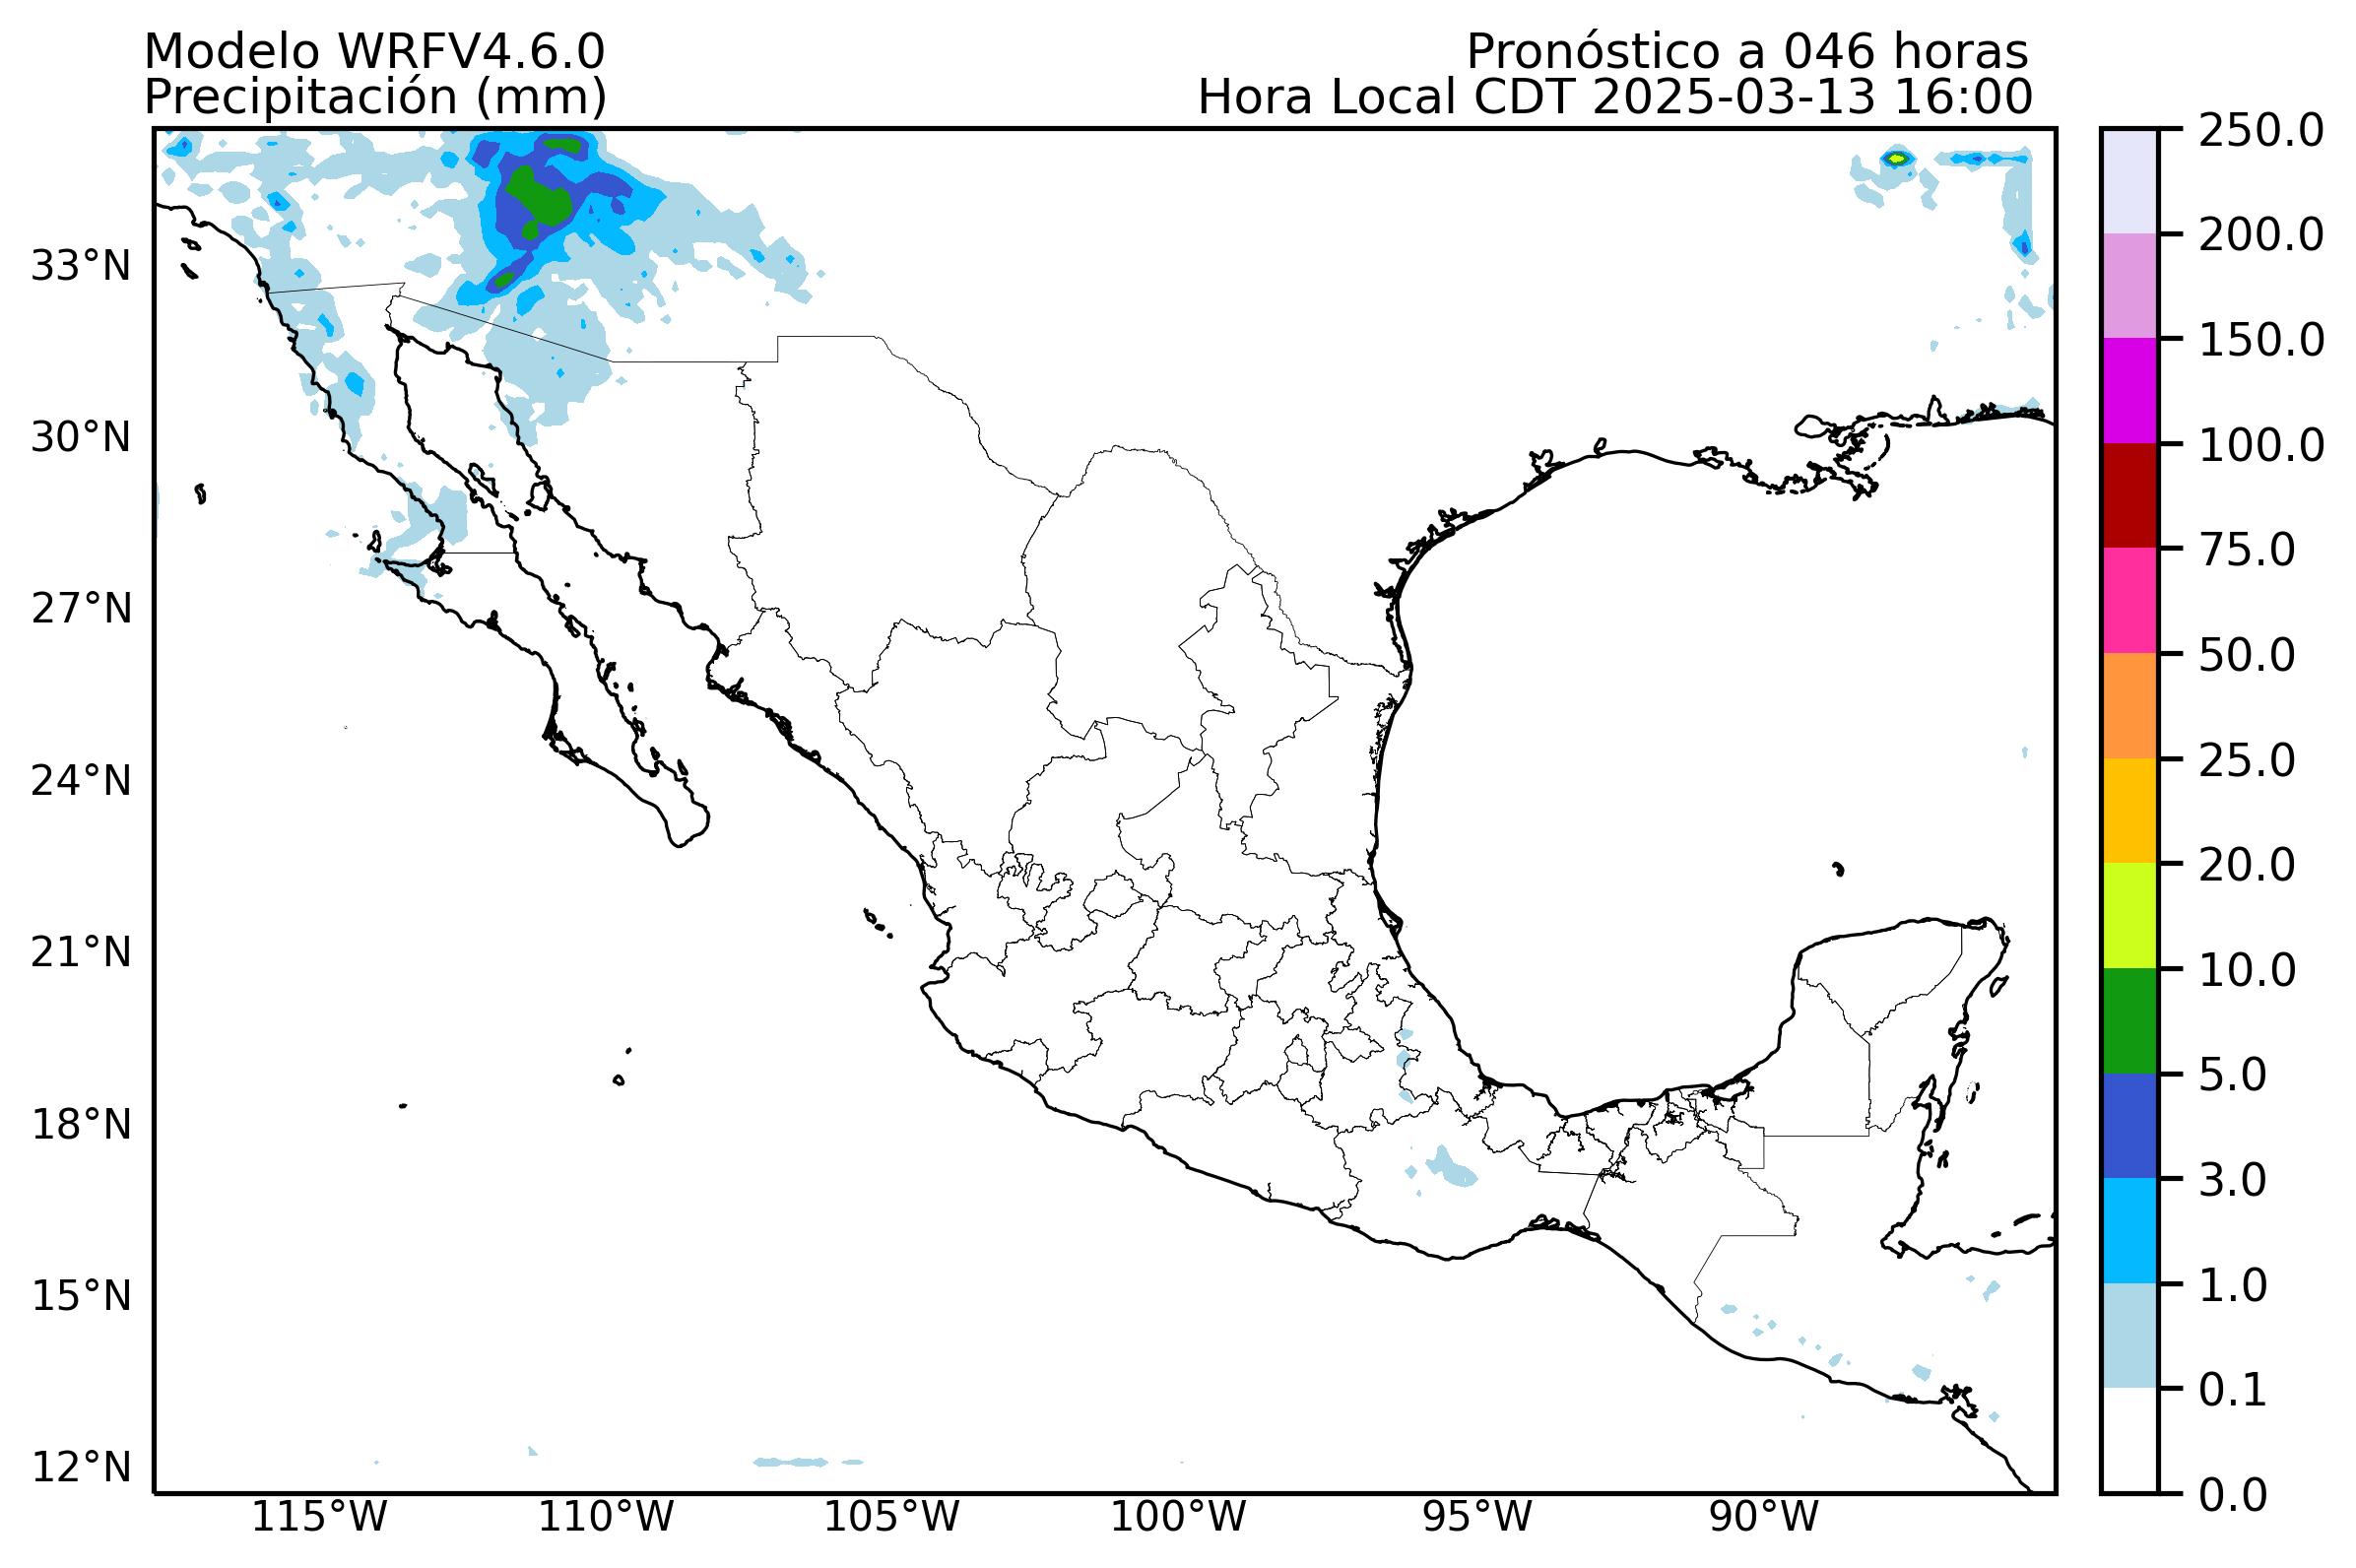 Modelo WRFV4.6.0
Precipitación (mm)
Pronóstico a 046 horas
Hora Local CDT 2025-03-13 16:00
33°N
30°N
27°N
24°N
21°N
18°N
15°N
12°N
115°W
110°W
105°W
100°W
95°W
90°W
250.0
200.0
150.0
100.0
75.0
50.0
25.0
20.0
10.0
5.0
3.0
1.0
0.1
0.0